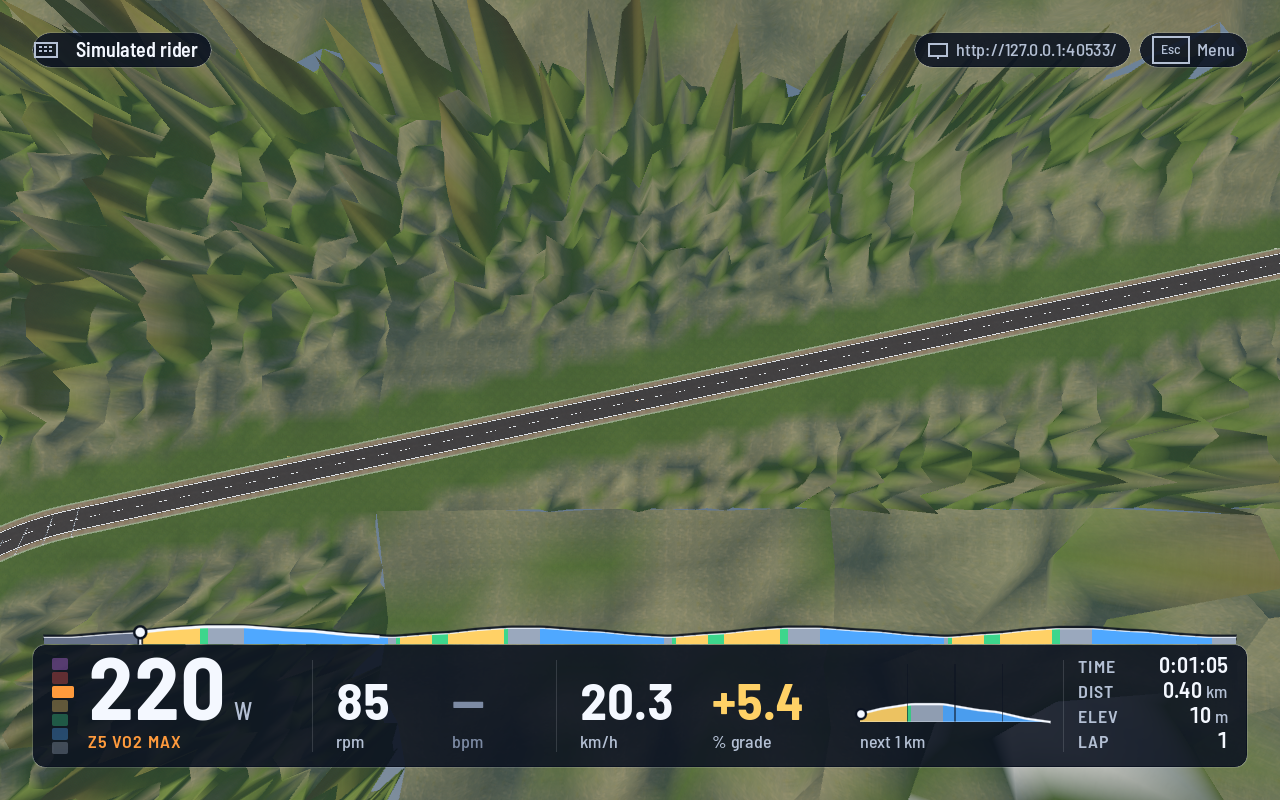 Simulated rider
http://127.0.0.1:40533/
Esc Menu
220 W
Z5 VO2 MAX
85
rpm
—
bpm
20.3
km/h
+5.4
% grade
next 1 km
TIME 0:01:05
DIST 0.40 km
ELEV 10 m
LAP 1